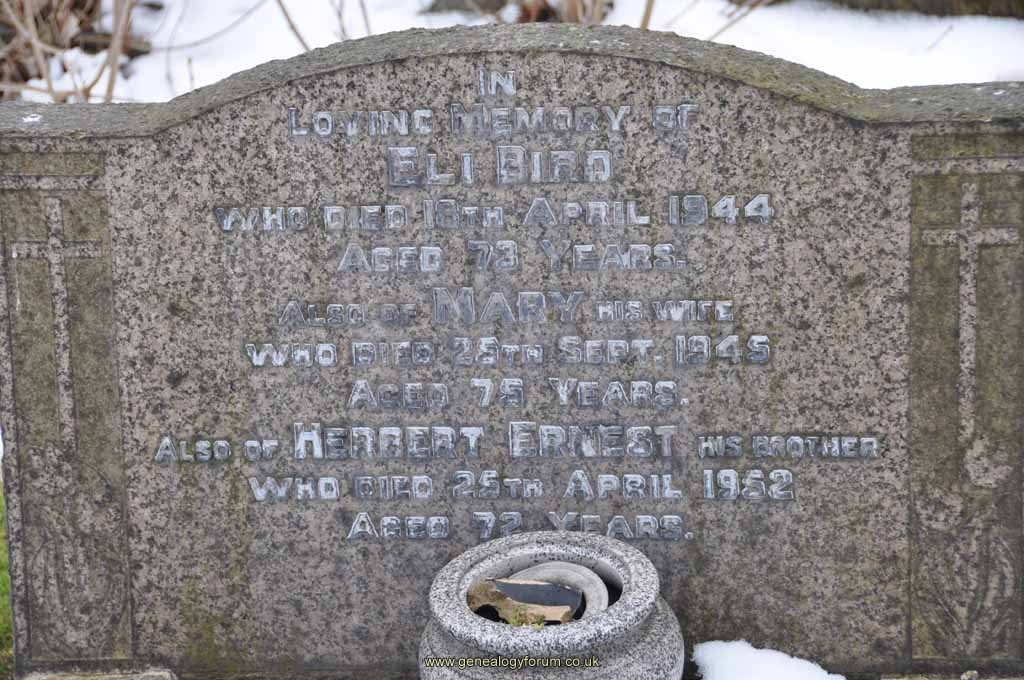 IN
LOVING MEMORY OF
ELI BIRD
WHO DIED 18TH APRIL 1944
AGED 73 YEARS.
ALSO OF MARY HIS WIFE
WHO DIED 25TH SEPT. 1945
AGED 75 YEARS.
ALSO OF HERBERT ERNEST HIS BROTHER
WHO DIED 25TH APRIL 1952
AGED 72 YEARS.
www.genealogyforum.co.uk